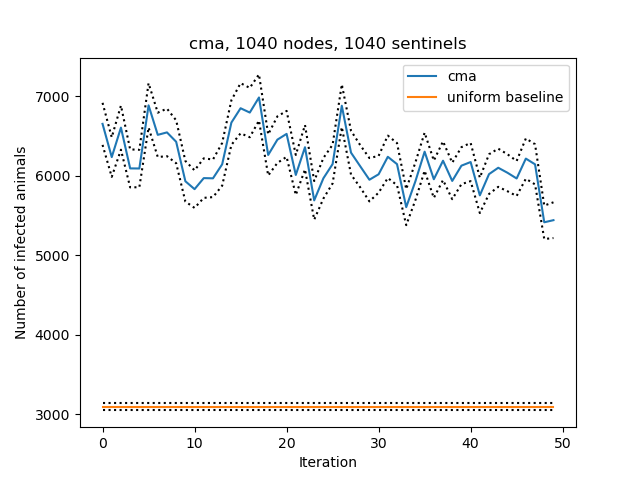 cma, 1040 nodes, 1040 sentinels
cma
uniform baseline
Number of infected animals
7000
6000
5000
4000
3000
0 10 20 30 40 50
Iteration